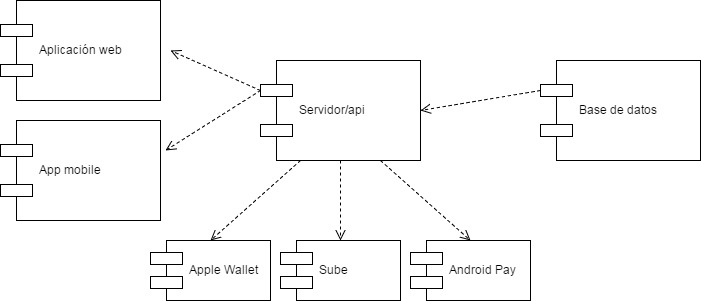 Aplicación web
Servidor/api
Base de datos
App mobile
Apple Wallet
Sube
Android Pay